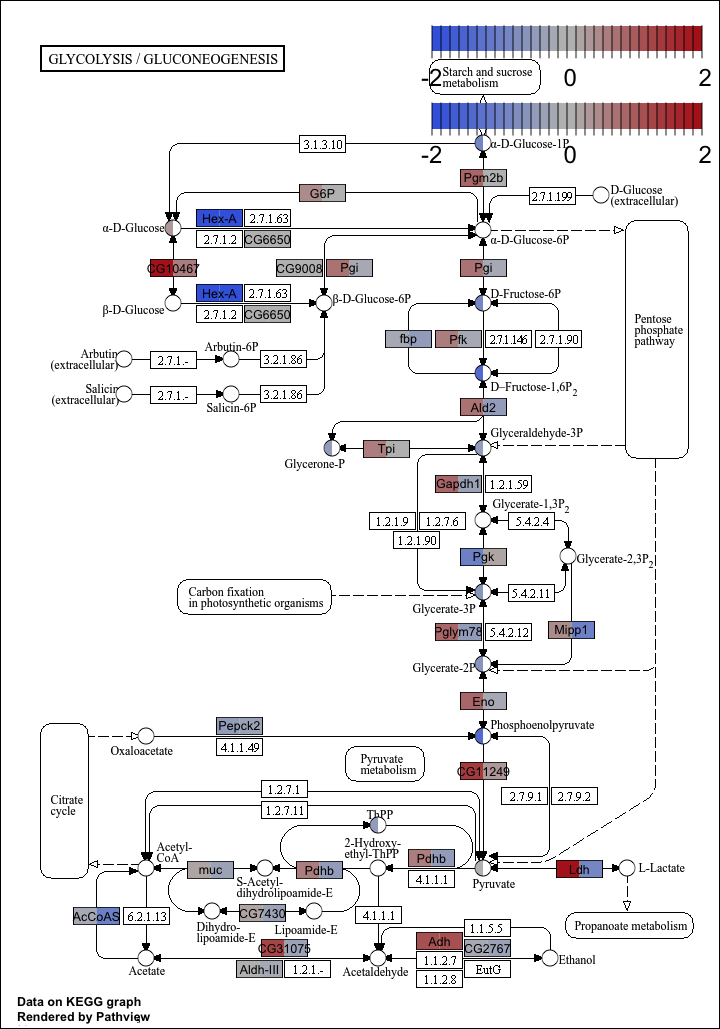 GLYCOLYSIS / GLUCONEOGENESIS
-2 0 2
Starch and sucrose
metabolism
-2 0 2
3.1.3.10
α-D-Glucose-1P
Pgm2b
G6P
2.7.1.199
D-Glucose
(extracellular)
Hex-A 2.7.1.63
α-D-Glucose
2.7.1.2 CG6650
α-D-Glucose-6P
CG10467
CG9008 Pgi
Pgi
Hex-A 2.7.1.63
β-D-Glucose
2.7.1.2 CG6650
β-D-Glucose-6P
D-Fructose-6P
Pentose
phosphate
pathway
fbp Pfk 2.7.1.146 2.7.1.90
Arbutin
(extracellular)
2.7.1.-
Arbutin-6P
3.2.1.86
Salicin
(extracellular)
2.7.1.-
Salicin-6P
3.2.1.86
D-Fructose-1,6P2
Ald2
Glyceraldehyde-3P
Tpi
Glycerone-P
Gapdh1 1.2.1.59
Glycerate-1,3P2
1.2.1.9 1.2.7.6
5.4.2.4
1.2.1.90
Pgk
Glycerate-2,3P2
Carbon fixation
in photosynthetic organisms
5.4.2.11
Glycerate-3P
Pglym78 5.4.2.12
Mipp1
Glycerate-2P
Eno
Pepck2
Oxaloacetate
4.1.1.49
Phosphoenolpyruvate
Pyruvate
metabolism
CG11249
Citrate
cycle
1.2.7.1
1.2.7.11
2.7.9.1 2.7.9.2
ThPP
Acetyl-
CoA
2-Hydroxy-
ethyl-ThPP
muc
S-Acetyl-
dihydrolipoamide-E
Pdhb
Pdhb
4.1.1.1
Pyruvate
Ldh
L-Lactate
AcCoAS 6.2.1.13
Dihydro-
lipoamide-E
CG7430
Lipoamide-E
4.1.1.1
Propanoate metabolism
1.1.5.5
CG31075
Adh CG2767
Acetate
Aldh-III 1.2.1.-
Acetaldehyde
1.1.2.7 EutG
1.1.2.8
Ethanol
Data on KEGG graph
Rendered by Pathview